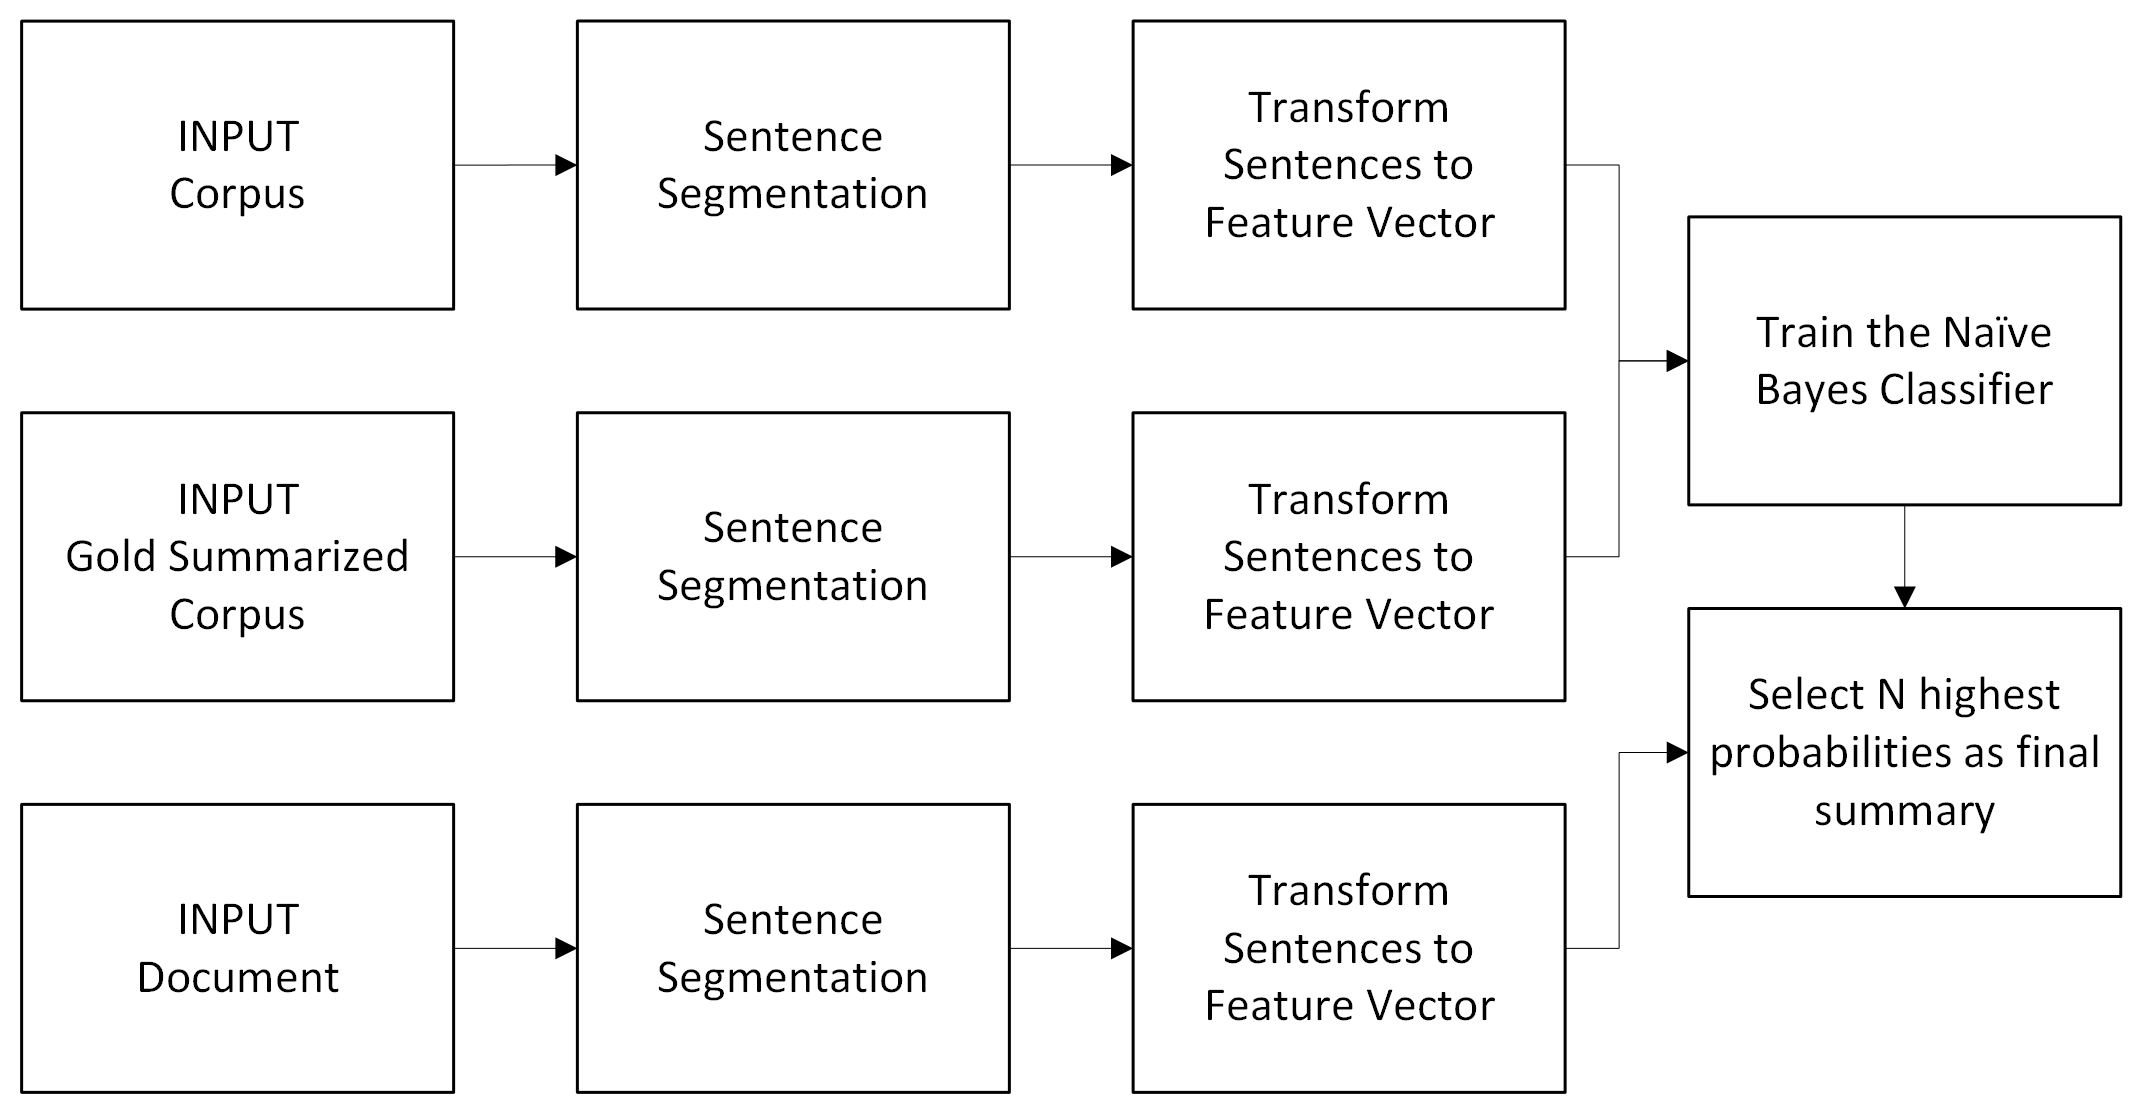 INPUT
Corpus
Sentence
Segmentation
Transform
Sentences to
Feature Vector
Train the Naïve
Bayes Classifier
INPUT
Gold Summarized
Corpus
Sentence
Segmentation
Transform
Sentences to
Feature Vector
Select N highest
probabilities as final
summary
INPUT
Document
Sentence
Segmentation
Transform
Sentences to
Feature Vector